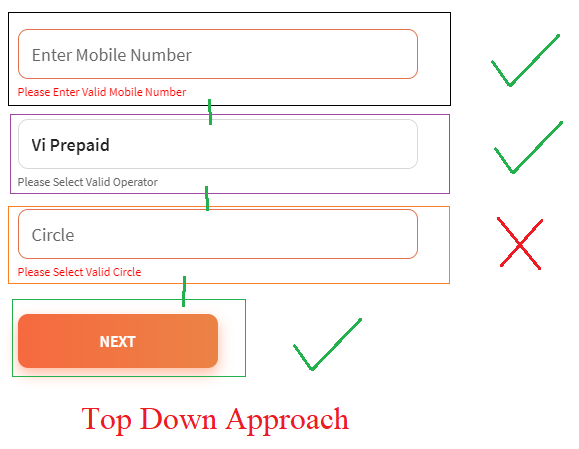 Enter Mobile Number
Please Enter Valid Mobile Number
Vi Prepaid
Please Select Valid Operator
Circle
Please Select Valid Circle
NEXT
Top Down Approach